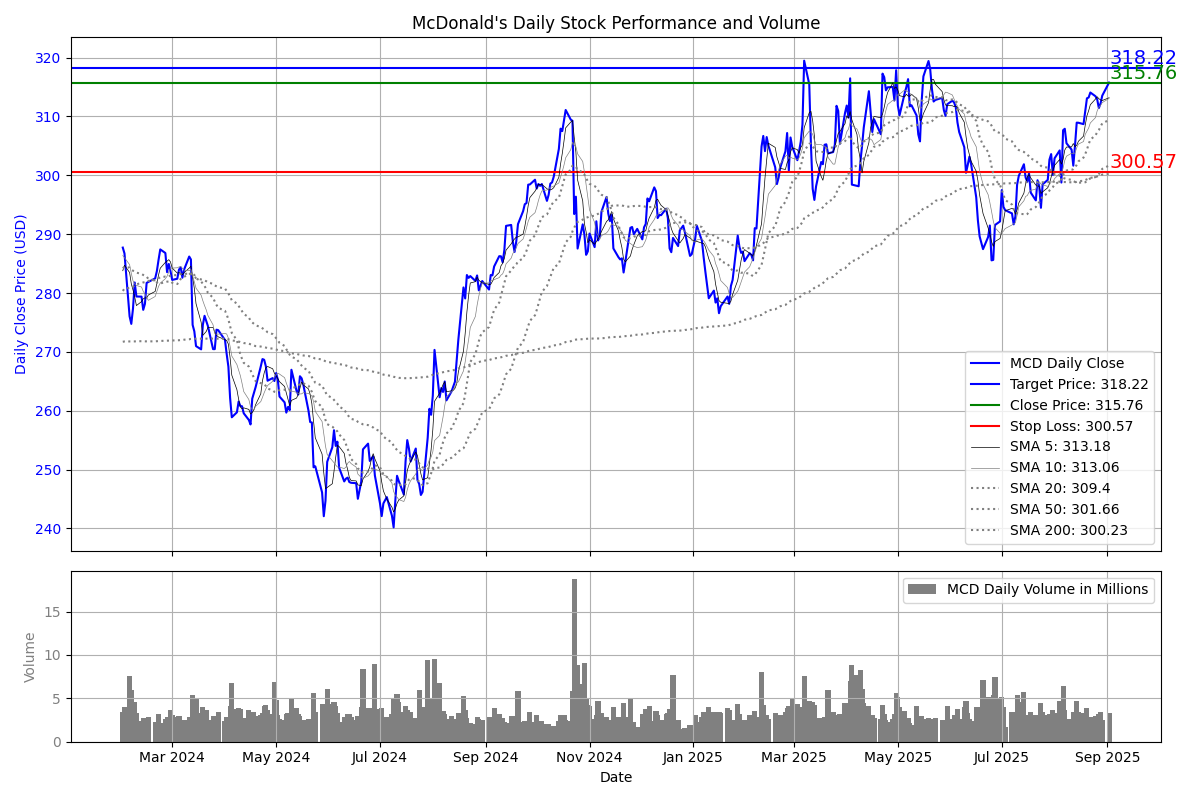 McDonald's Daily Stock Performance and Volume
Daily Close Price (USD)
320
310
300
290
280
270
260
250
240
318.22
315.76
300.57
MCD Daily Close
Target Price: 318.22
Close Price: 315.76
Stop Loss: 300.57
SMA 5: 313.18
SMA 10: 313.06
SMA 20: 309.4
SMA 50: 301.66
SMA 200: 300.23
Volume
15
10
5
0
MCD Daily Volume in Millions
Mar 2024
May 2024
Jul 2024
Sep 2024
Nov 2024
Jan 2025
Mar 2025
May 2025
Jul 2025
Sep 2025
Date